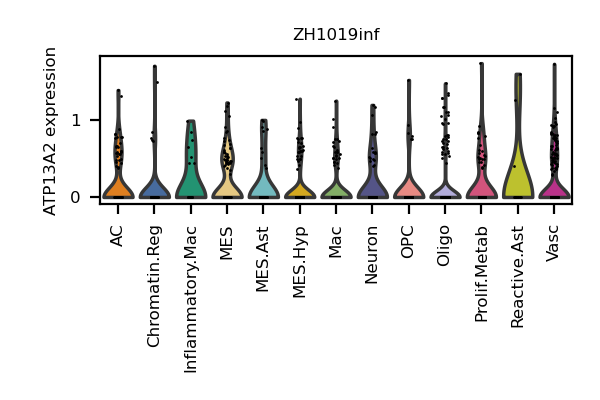 ZH1019inf
ATP13A2 expression
1
0
AC
Chromatin.Reg
Inflammatory.Mac
MES
MES.Ast
MES.Hyp
Mac
Neuron
OPC
Oligo
Prolif.Metab
Reactive.Ast
Vasc